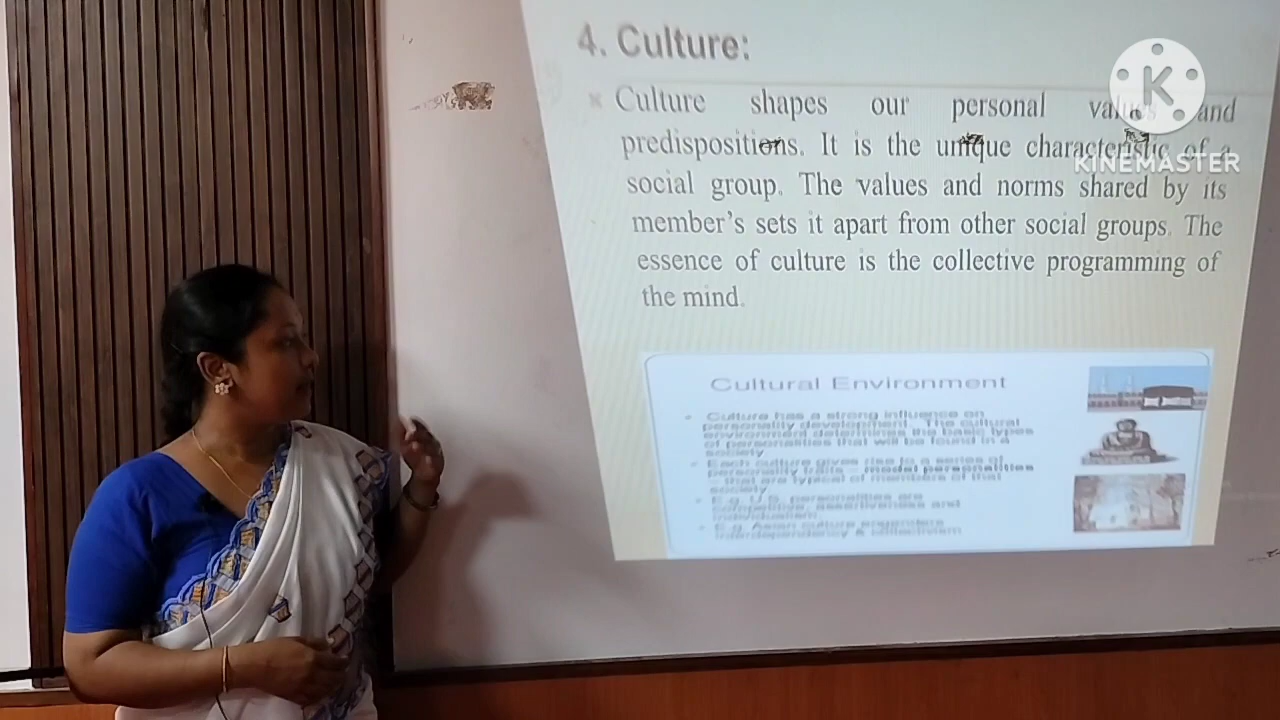 4. Culture:
Culture shapes our personal values and
predispositions. It is the unique characteristic of a
social group. The values and norms shared by its
member's sets it apart from other social groups. The
essence of culture is the collective programming of
the mind.
K
KINEMASTER
Cultural Environment
Culture has a strong influence on
personality development. The cultural
environment determines the basic types
of personalities that will be found in a
society.
Each culture gives rise to a series of
personality traits – modal personalities
– that are typical of members of that
society.
E.g. U.S. personalities are
competitive, assertiveness and
individualism.
E.g. Asian culture engenders
interdependency & collectivism